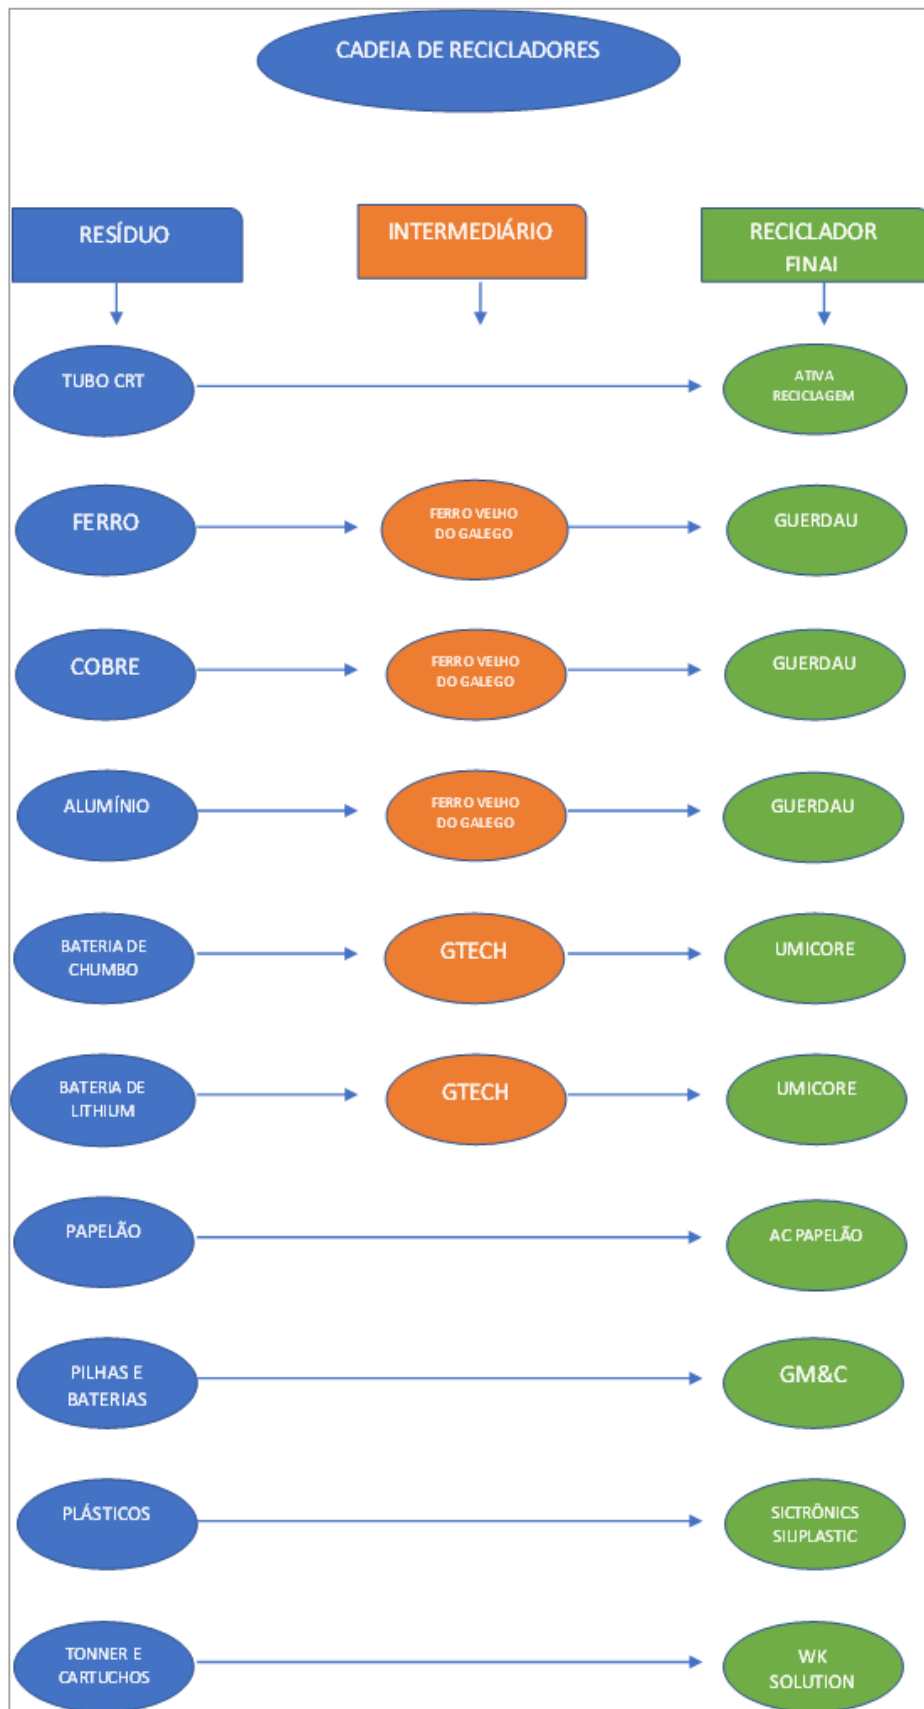 CADEIA DE RECICLADORES
RESÍDUO
INTERMEDIÁRIO
RECICLADOR
FINAI
TUBO CRT
ATIVA
RECICLAGEM
FERRO
FERRO VELHO
DO GALEGO
GUERDAU
COBRE
FERRO VELHO
DO GALEGO
GUERDAU
ALUMÍNIO
FERRO VELHO
DO GALEGO
GUERDAU
BATERIA DE
CHUMBO
GTECH
UMICORE
BATERIA DE
LITHIUM
GTECH
UMICORE
PAPELÃO
AC PAPELÃO
PILHAS E
BATERIAS
GM&C
PLÁSTICOS
SICTRÔNICS
SILIPLASTIC
TONNER E
CARTUCHOS
WK
SOLUTION